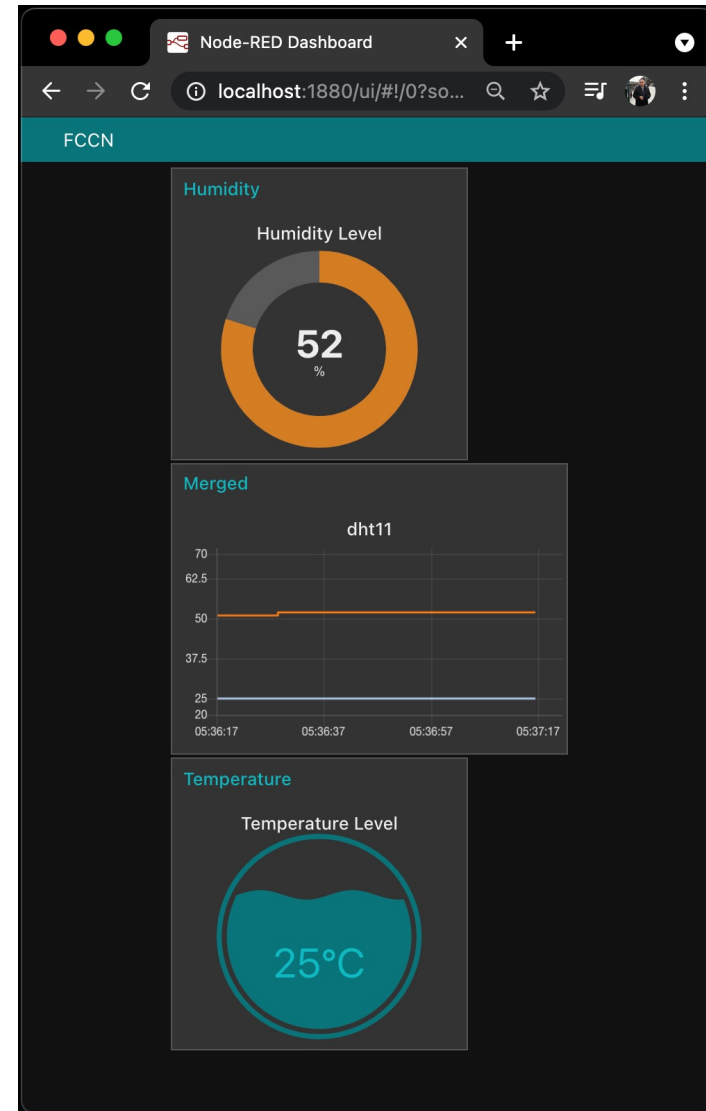 Node-RED Dashboard
localhost:1880/ui/#!/0?so...
FCCN
Humidity
Humidity Level
52
%
Merged
dht11
70
62.5
50
37.5
25
20
05:36:17 05:36:37 05:36:57 05:37:17
Temperature
Temperature Level
25°C